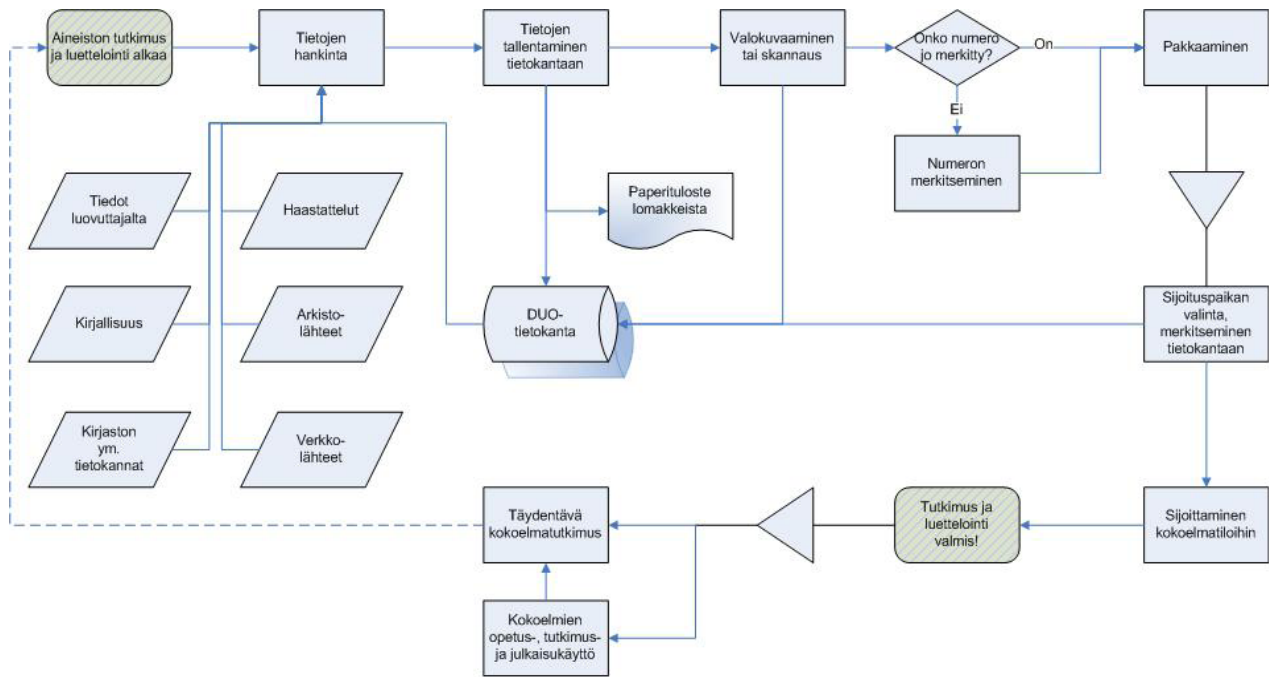 Aineiston tutkimus
ja luettelointi alkaa
Tietojen
hankinta
Tietojen
tallentaminen
tietokantaan
Valokuvaaminen
tai skannaus
Onko numero
jo merkitty?
On
Pakkaaminen
Ei
Numeron
merkitseminen
Tiedot
luovuttajalta
Haastattelut
Paperituloste
lomakkeista
Kirjallisuus
Arkisto-
lähteet
DUO-
tietokanta
Sijoituspaikan
valinta,
merkitseminen
tietokantaan
Kirjaston
ym.
tietokannat
Verkko-
lähteet
Täydentävä
kokoelmatutkimus
Tutkimus ja
luettelointi
valmis!
Sijoittaminen
kokoelmatiloihin
Kokoelmien
opetus-, tutkimus-
ja julkaisukäyttö